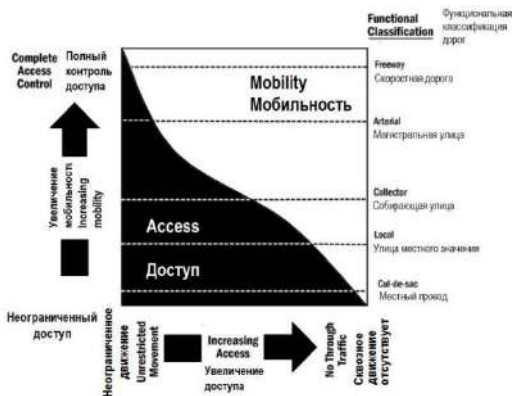 Functional
Classification
Функциональная
классификация
дорог
Complete
Access
Control
Полный
контроль
доступа
Freeway
Скоростная дорога
Mobility
Мобильность
Arterial
Магистральная улица
Увеличение
мобильности
Increasing
mobility
Collector
Собирающая улица
Access
Local
Улица местного значения
Доступ
Cul-de-sac
Местный проезд
Неограниченный
доступ
Неограниченное
движение
Unrestricted
Movement
Increasing
Access
Увеличение
доступа
No Through
Traffic
Сквозное
движение
отсутствует